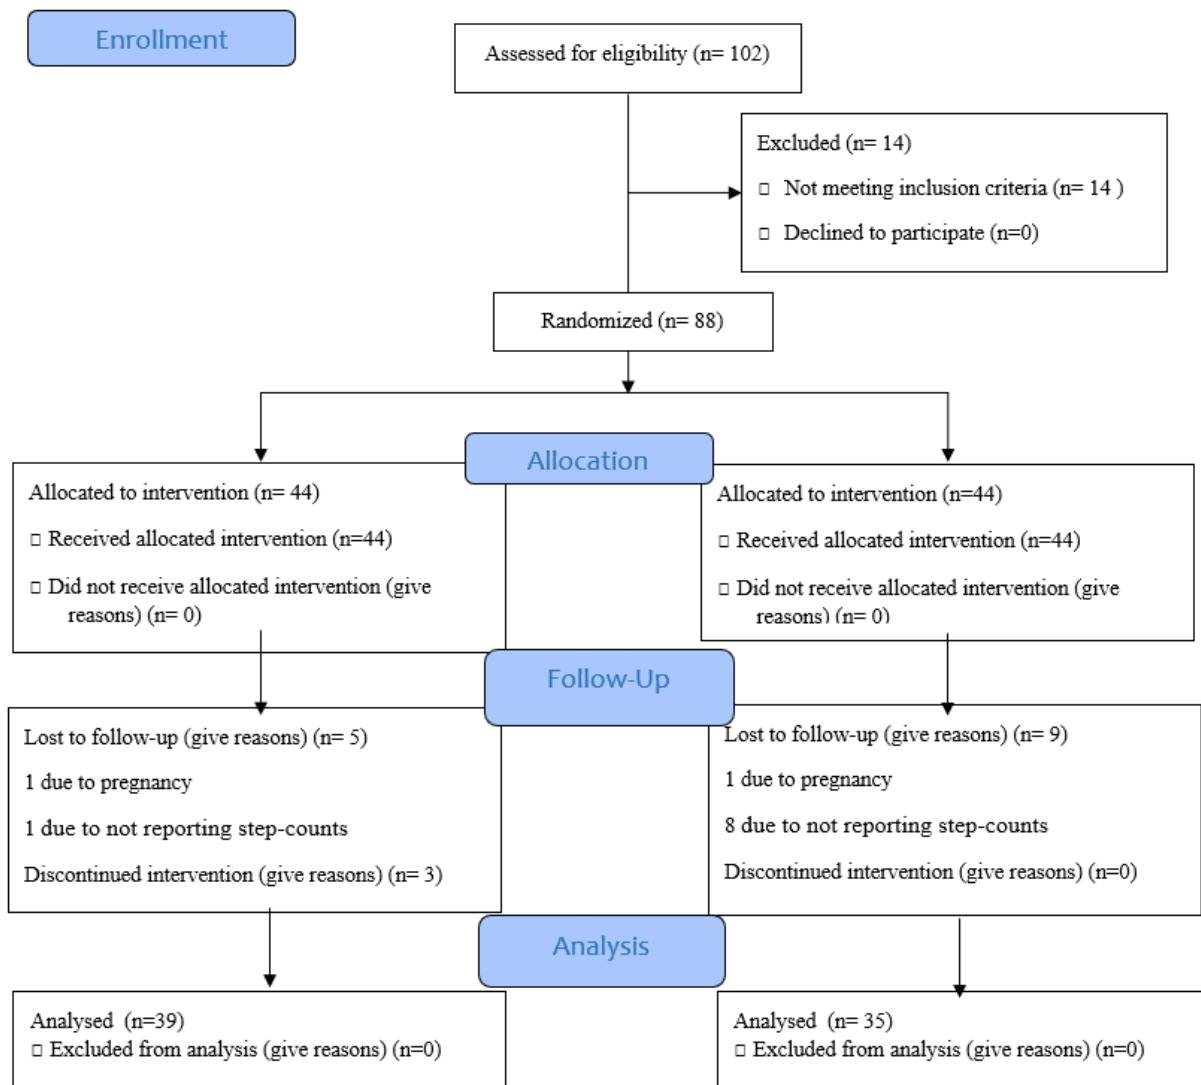 Enrollment
Assessed for eligibility (n= 102)
Excluded (n= 14)
□ Not meeting inclusion criteria (n= 14 )
□ Declined to participate (n=0)
Randomized (n= 88)
Allocation
Allocated to intervention (n= 44)
□ Received allocated intervention (n=44)
□ Did not receive allocated intervention (give
reasons) (n= 0)
Allocated to intervention (n=44)
□ Received allocated intervention (n=44)
□ Did not receive allocated intervention (give
reasons) (n= 0)
Follow-Up
Lost to follow-up (give reasons) (n= 5)
1 due to pregnancy
1 due to not reporting step-counts
Discontinued intervention (give reasons) (n= 3)
Lost to follow-up (give reasons) (n= 9)
1 due to pregnancy
8 due to not reporting step-counts
Discontinued intervention (give reasons) (n=0)
Analysis
Analysed  (n=39)
□ Excluded from analysis (give reasons) (n=0)
Analysed  (n= 35)
□ Excluded from analysis (give reasons) (n=0)